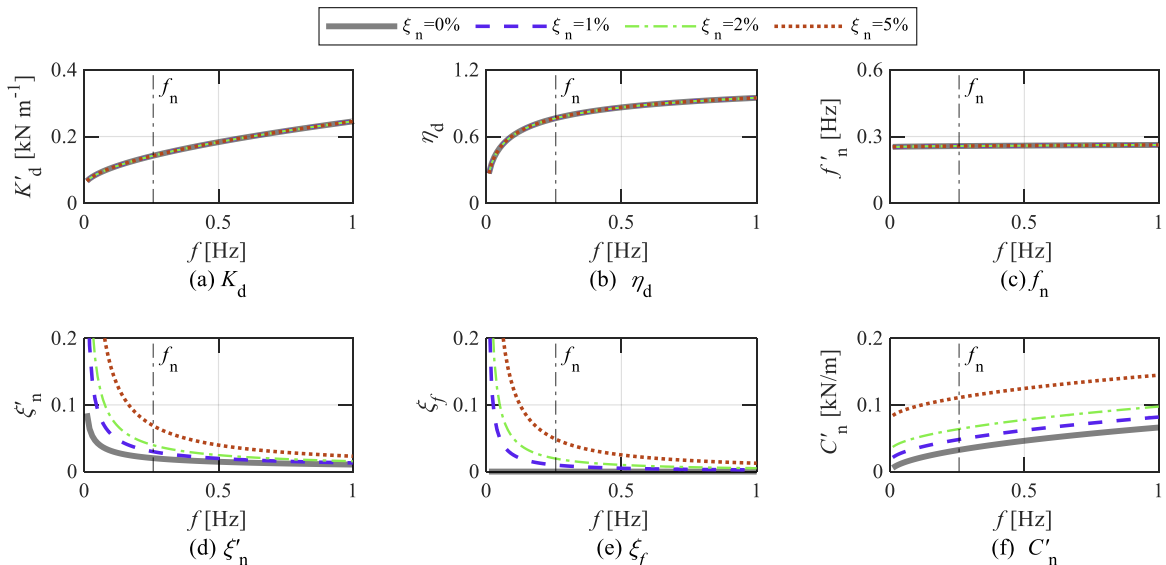 ξn=0% ξn=1% ξn=2% ξn=5%
K′d [kN m-1]
0.4
0.2
0
fn
0 0.5 1
f [Hz]
(a) Kd
ηd
1.2
0.6
0
fn
0 0.5 1
f [Hz]
(b) ηd
f′n [Hz]
0.6
0.3
0
fn
0 0.5 1
f [Hz]
(c) fn
ξ′n
0.2
0.1
0
fn
0 0.5 1
f [Hz]
(d) ξ′n
ξf
0.2
0.1
0
fn
0 0.5 1
f [Hz]
(e) ξf
C′n [kN/m]
0.2
0.1
0
fn
0 0.5 1
f [Hz]
(f) C′n